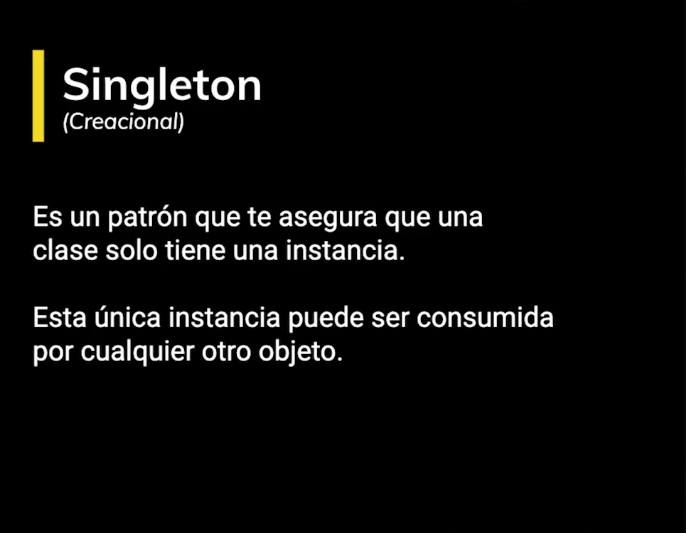 Singleton
(Creacional)
Es un patrón que te asegura que una
clase solo tiene una instancia.
Esta única instancia puede ser consumida
por cualquier otro objeto.